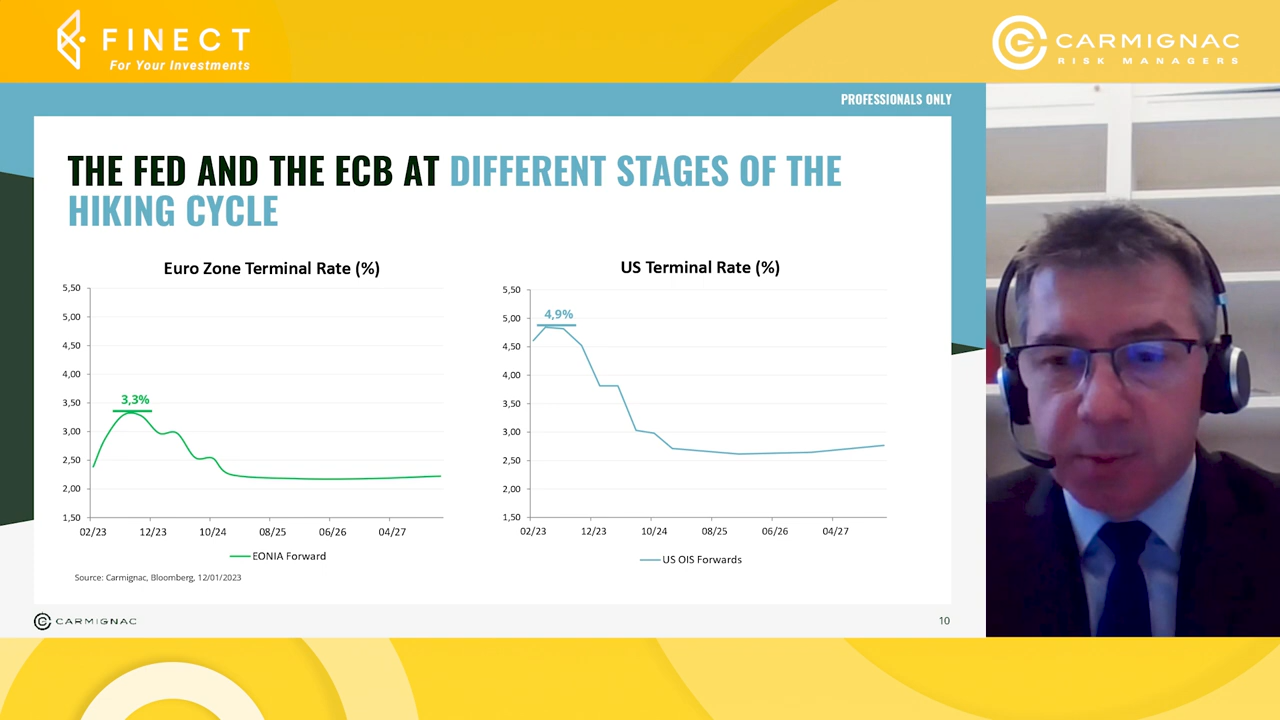 FINECT
For Your Investments
CARMIGNAC
RISK MANAGERS
PROFESSIONALS ONLY
THE FED AND THE ECB AT DIFFERENT STAGES OF THE
HIKING CYCLE
Euro Zone Terminal Rate (%)
5,50
5,00
4,50
4,00
3,50
3,00
2,50
2,00
1,50
3,3%
02/23 12/23 10/24 08/25 06/26 04/27
EONIA Forward
US Terminal Rate (%)
5,50
5,00
4,50
4,00
3,50
3,00
2,50
2,00
1,50
4,9%
02/23 12/23 10/24 08/25 06/26 04/27
US OIS Forwards
Source: Carmignac, Bloomberg, 12/01/2023
CARMIGNAC
10